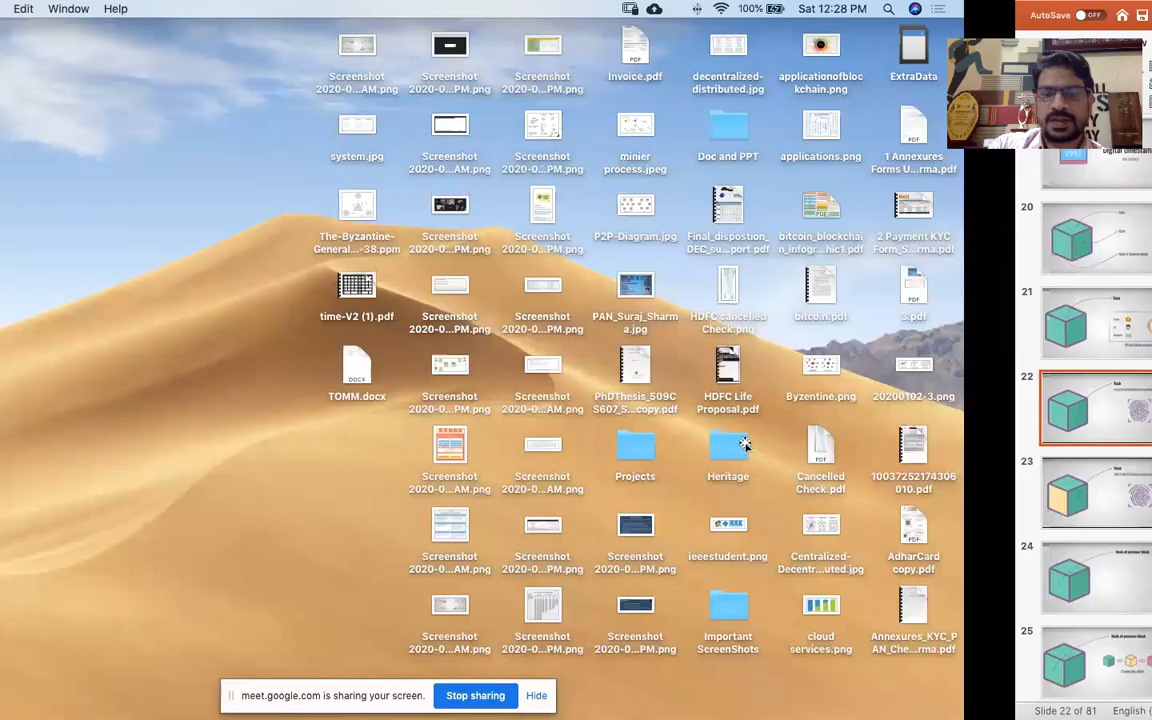 Edit Window Help 100% Sat 12:28 PM
AutoSave OFF
Screenshot
2020-0...AM.png
Screenshot
2020-0...PM.png
Screenshot
2020-0...PM.png
Invoice.pdf
decentralized-
distributed.jpg
applicationofbloc
kchain.png
ExtraData
system.jpg
Screenshot
2020-0...AM.png
Screenshot
2020-0...PM.png
minier
process.jpeg
Doc and PPT
applications.png
1 Annexures
Forms U...rma.pdf
The-Byzantine-
General...-38.ppm
Screenshot
2020-0...PM.png
Screenshot
2020-0...PM.png
P2P-Diagram.jpg
Final_dispostion_
DEC_su...port.pdf
bitcoin_blockchai
n_infogr...hic1.pdf
2 Payment KYC
Form_S...rma.pdf
time-V2 (1).pdf
Screenshot
2020-0...PM.png
Screenshot
2020-0...PM.png
PAN_Suraj_Sharm
a.jpg
HDFC cancelled
Check.png
bitcoin.pdf
3.pdf
TOMM.docx
Screenshot
2020-0...PM.png
Screenshot
2020-0...PM.png
PhDThesis_509C
S607_S...copy.pdf
HDFC Life
Proposal.pdf
Byzentine.png
20200102-3.png
Screenshot
2020-0...AM.png
Screenshot
2020-0...PM.png
Projects
Heritage
Cancelled
Check.pdf
10037252174306
010.pdf
Screenshot
2020-0...AM.png
Screenshot
2020-0...PM.png
Screenshot
2020-0...PM.png
ieeestudent.png
Centralized-
Decentr...uted.jpg
AdharCard
copy.pdf
Screenshot
2020-0...AM.png
Screenshot
2020-0...PM.png
Screenshot
2020-0...PM.png
Important
ScreenShots
cloud
services.png
Annexures_KYC_P
AN_Che...rma.pdf
20
21
22
23
24
25
meet.google.com is sharing your screen. Stop sharing Hide
Slide 22 of 81 English (